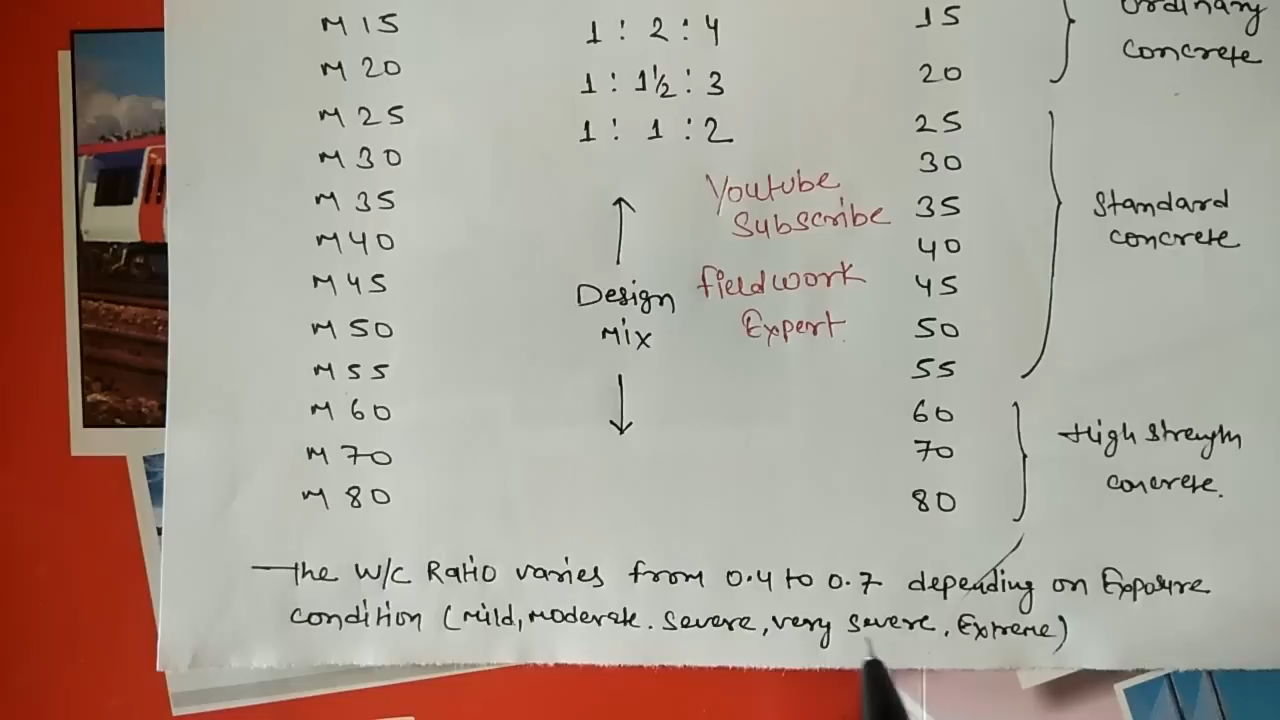 M 15 1 : 2 : 4 15 Ordinary
M 20 1 : 1½ : 3 20 concrete
M 25 1 : 1 : 2 25
M 30 30
M 35 Youtube 35 Standard
M 40 Subscribe 40 concrete
M 45 Design fieldwork 45
M 50 mix Expert. 50
M 55 55
M 60 60 High Strength
M 70 70 concrete.
M 80 80
The W/C Ratio varies from 0.4 to 0.7 depending on Exposure
condition (Mild, moderate. Severe, very severe, Extreme)